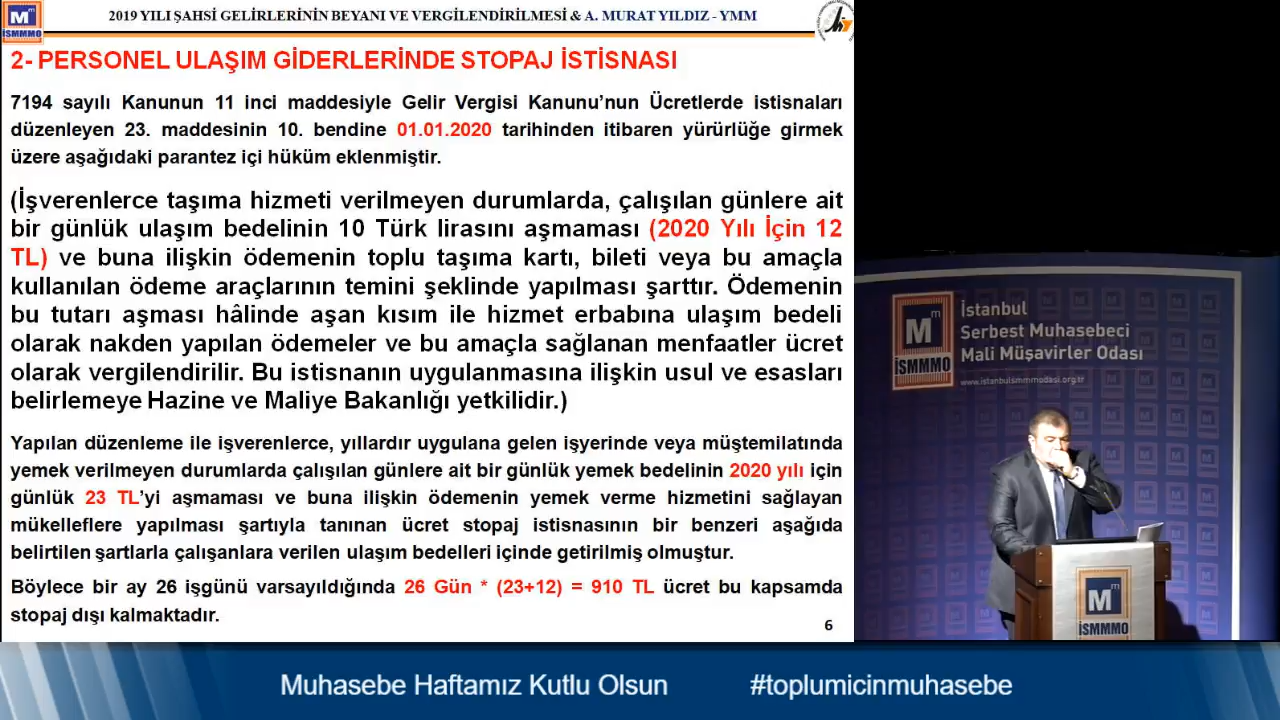 2019 YILI ŞAHSİ GELİRLERİNİN BEYANI VE VERGİLENDİRİLMESİ & A. MURAT YILDIZ - YMM
İSMMMO
2- PERSONEL ULAŞIM GİDERLERİNDE STOPAJ İSTİSNASI
7194 sayılı Kanunun 11 inci maddesiyle Gelir Vergisi Kanunu’nun Ücretlerde istisnaları
düzenleyen 23. maddesinin 10. bendine 01.01.2020 tarihinden itibaren yürürlüğe girmek
üzere aşağıdaki parantez içi hüküm eklenmiştir.
(İşverenlerce taşıma hizmeti verilmeyen durumlarda, çalışılan günlere ait
bir günlük ulaşım bedelinin 10 Türk lirasını aşmaması (2020 Yılı İçin 12
TL) ve buna ilişkin ödemenin toplu taşıma kartı, bileti veya bu amaçla
kullanılan ödeme araçlarının temini şeklinde yapılması şarttır. Ödemenin
bu tutarı aşması hâlinde aşan kısım ile hizmet erbabına ulaşım bedeli
olarak nakden yapılan ödemeler ve bu amaçla sağlanan menfaatler ücret
olarak vergilendirilir. Bu istisnanın uygulanmasına ilişkin usul ve esasları
belirlemeye Hazine ve Maliye Bakanlığı yetkilidir.)
Yapılan düzenleme ile işverenlerce, yıllardır uygulana gelen işyerinde veya müştemilatında
yemek verilmeyen durumlarda çalışılan günlere ait bir günlük yemek bedelinin 2020 yılı için
günlük 23 TL’yi aşmaması ve buna ilişkin ödemenin yemek verme hizmetini sağlayan
mükelleflere yapılması şartıyla tanınan ücret stopaj istisnasının bir benzeri aşağıda
belirtilen şartlarla çalışanlara verilen ulaşım bedelleri içinde getirilmiş olmuştur.
Böylece bir ay 26 işgünü varsayıldığında 26 Gün * (23+12) = 910 TL ücret bu kapsamda
stopaj dışı kalmaktadır.
6
İstanbul
Serbest Muhasebeci
Mali Müşavirler Odası
www.istanbulsmmmodasi.org.tr
İSMMMO
İSMMMO
Muhasebe Haftamız Kutlu Olsun
#toplumicinmuhasebe